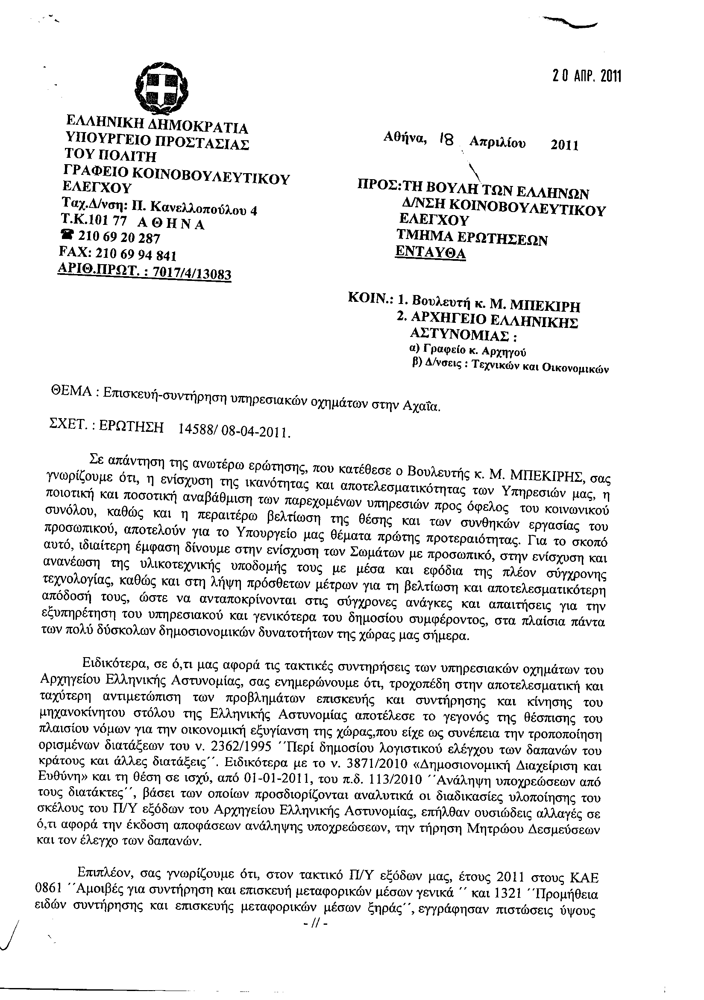 20 ΑΠΡ. 2011
ΕΛΛΗΝΙΚΗ ΔΗΜΟΚΡΑΤΙΑ
ΥΠΟΥΡΓΕΙΟ ΠΡΟΣΤΑΣΙΑΣ
ΤΟΥ ΠΟΛΙΤΗ
ΓΡΑΦΕΙΟ ΚΟΙΝΟΒΟΥΛΕΥΤΙΚΟΥ
ΕΛΕΓΧΟΥ
Ταχ.Δ/νση: Π. Κανελλοπούλου 4
Τ.Κ.101 77 Α Θ Η Ν Α
☎ 210 69 20 287
FAX: 210 69 94 841
ΑΡΙΘ.ΠΡΩΤ. : 7017/4/13083
Αθήνα, 18 Απριλίου 2011
ΠΡΟΣ:ΤΗ ΒΟΥΛΗ ΤΩΝ ΕΛΛΗΝΩΝ
Δ/ΝΣΗ ΚΟΙΝΟΒΟΥΛΕΥΤΙΚΟΥ
ΕΛΕΓΧΟΥ
ΤΜΗΜΑ ΕΡΩΤΗΣΕΩΝ
ΕΝΤΑΥΘΑ
ΚΟΙΝ.: 1. Βουλευτή κ. Μ. ΜΠΕΚΙΡΗ
2. ΑΡΧΗΓΕΙΟ ΕΛΛΗΝΙΚΗΣ
ΑΣΤΥΝΟΜΙΑΣ :
α) Γραφείο κ. Αρχηγού
β) Δ/νσεις : Τεχνικών και Οικονομικών
ΘΕΜΑ : Επισκευή-συντήρηση υπηρεσιακών οχημάτων στην Αχαΐα.
ΣΧΕΤ. : ΕΡΩΤΗΣΗ 14588/ 08-04-2011.
Σε απάντηση της ανωτέρω ερώτησης, που κατέθεσε ο Βουλευτής κ. Μ. ΜΠΕΚΙΡΗΣ, σας
γνωρίζουμε ότι, η ενίσχυση της ικανότητας και αποτελεσματικότητας των Υπηρεσιών μας, η
ποιοτική και ποσοτική αναβάθμιση των παρεχομένων υπηρεσιών προς όφελος του κοινωνικού
συνόλου, καθώς και η περαιτέρω βελτίωση της θέσης και των συνθηκών εργασίας του
προσωπικού, αποτελούν για το Υπουργείο μας θέματα πρώτης προτεραιότητας. Για το σκοπό
αυτό, ιδιαίτερη έμφαση δίνουμε στην ενίσχυση των Σωμάτων με προσωπικό, στην ενίσχυση και
ανανέωση της υλικοτεχνικής υποδομής τους με μέσα και εφόδια της πλέον σύγχρονης
τεχνολογίας, καθώς και στη λήψη πρόσθετων μέτρων για τη βελτίωση και αποτελεσματικότερη
απόδοσή τους, ώστε να ανταποκρίνονται στις σύγχρονες ανάγκες και απαιτήσεις για την
εξυπηρέτηση του υπηρεσιακού και γενικότερα του δημοσίου συμφέροντος, στα πλαίσια πάντα
των πολύ δύσκολων δημοσιονομικών δυνατοτήτων της χώρας μας σήμερα.
Ειδικότερα, σε ό,τι μας αφορά τις τακτικές συντηρήσεις των υπηρεσιακών οχημάτων του
Αρχηγείου Ελληνικής Αστυνομίας, σας ενημερώνουμε ότι, τροχοπέδη στην αποτελεσματική και
ταχύτερη αντιμετώπιση των προβλημάτων επισκευής και συντήρησης και κίνησης του
μηχανοκίνητου στόλου της Ελληνικής Αστυνομίας αποτέλεσε το γεγονός της θέσπισης του
πλαισίου νόμων για την οικονομική εξυγίανση της χώρας,που είχε ως συνέπεια την τροποποίηση
ορισμένων διατάξεων του ν. 2362/1995 ΄΄Περί δημοσίου λογιστικού ελέγχου των δαπανών του
κράτους και άλλες διατάξεις΄΄. Ειδικότερα με το ν. 3871/2010 «Δημοσιονομική Διαχείριση και
Ευθύνη» και τη θέση σε ισχύ, από 01-01-2011, του π.δ. 113/2010 ΄΄Ανάληψη υποχρεώσεων από
τους διατάκτες΄΄, βάσει των οποίων προσδιορίζονται αναλυτικά οι διαδικασίες υλοποίησης του
σκέλους του Π/Υ εξόδων του Αρχηγείου Ελληνικής Αστυνομίας, επήλθαν ουσιώδεις αλλαγές σε
ό,τι αφορά την έκδοση αποφάσεων ανάληψης υποχρεώσεων, την τήρηση Μητρώου Δεσμεύσεων
και τον έλεγχο των δαπανών.
Επιπλέον, σας γνωρίζουμε ότι, στον τακτικό Π/Υ εξόδων μας, έτους 2011 στους ΚΑΕ
0861 ΄΄Αμοιβές για συντήρηση και επισκευή μεταφορικών μέσων γενικά ΄΄ και 1321 ΄΄Προμήθεια
ειδών συντήρησης και επισκευής μεταφορικών μέσων ξηράς΄΄, εγγράφησαν πιστώσεις ύψους
- // -